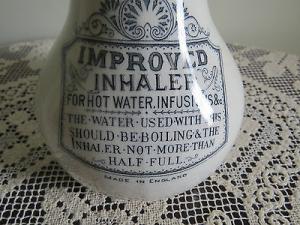 IMPROVED
INHALER
FOR HOT WATER, INFUSIONS &c
THE · WATER · USED · WITH · THIS
SHOULD · BE · BOILING · & THE
INHALER · NOT · MORE · THAN
HALF · FULL ·
MADE IN ENGLAND